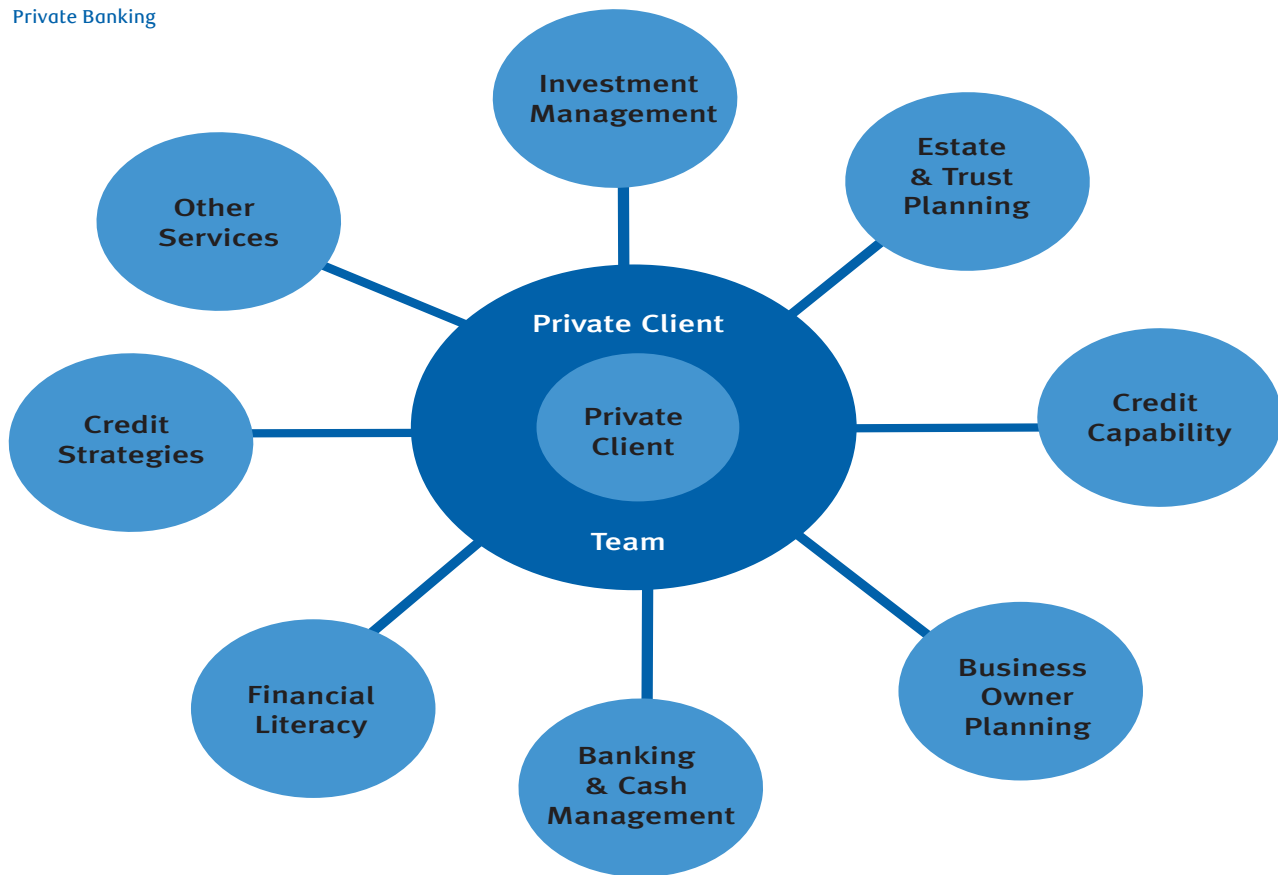 Private Banking
Investment
Management
Estate
& Trust
Planning
Other
Services
Private Client
Private
Client
Team
Credit
Strategies
Credit
Capability
Financial
Literacy
Business
Owner
Planning
Banking
& Cash
Management